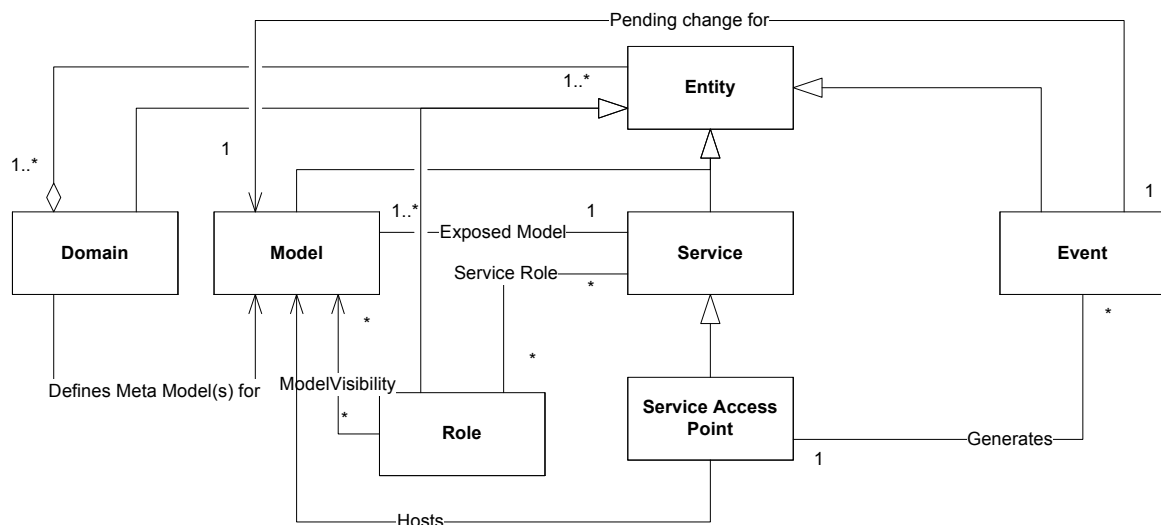 Pending change for
Entity
1..*
1..*
1
1
Domain
Model
1..*
Exposed Model
1
Service
Event
Service Role
*
*
*
*
Defines Meta Model(s) for
ModelVisibility
*
Role
Service Access
Point
Generates
1
Hosts